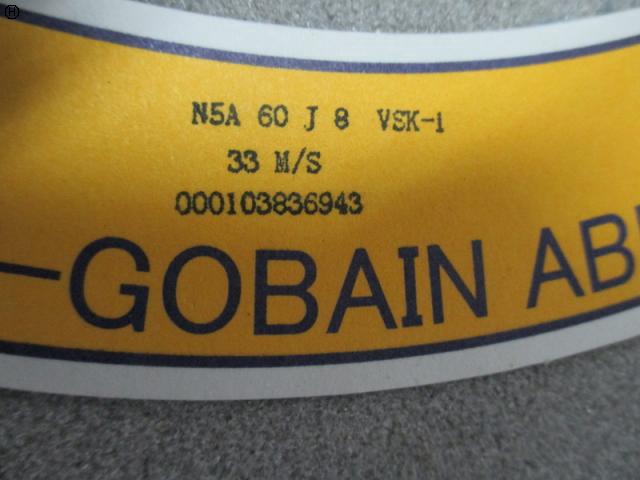 H
N5A 60 J 8 VSK-1
33 M/S
000103836943
-GOBAIN AB